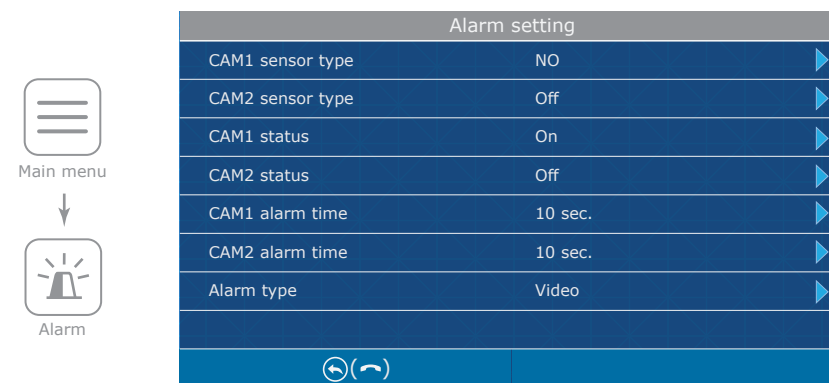 Alarm setting
CAM1 sensor type NO
CAM2 sensor type Off
CAM1 status On
CAM2 status Off
CAM1 alarm time 10 sec.
CAM2 alarm time 10 sec.
Alarm type Video
Main menu
Alarm